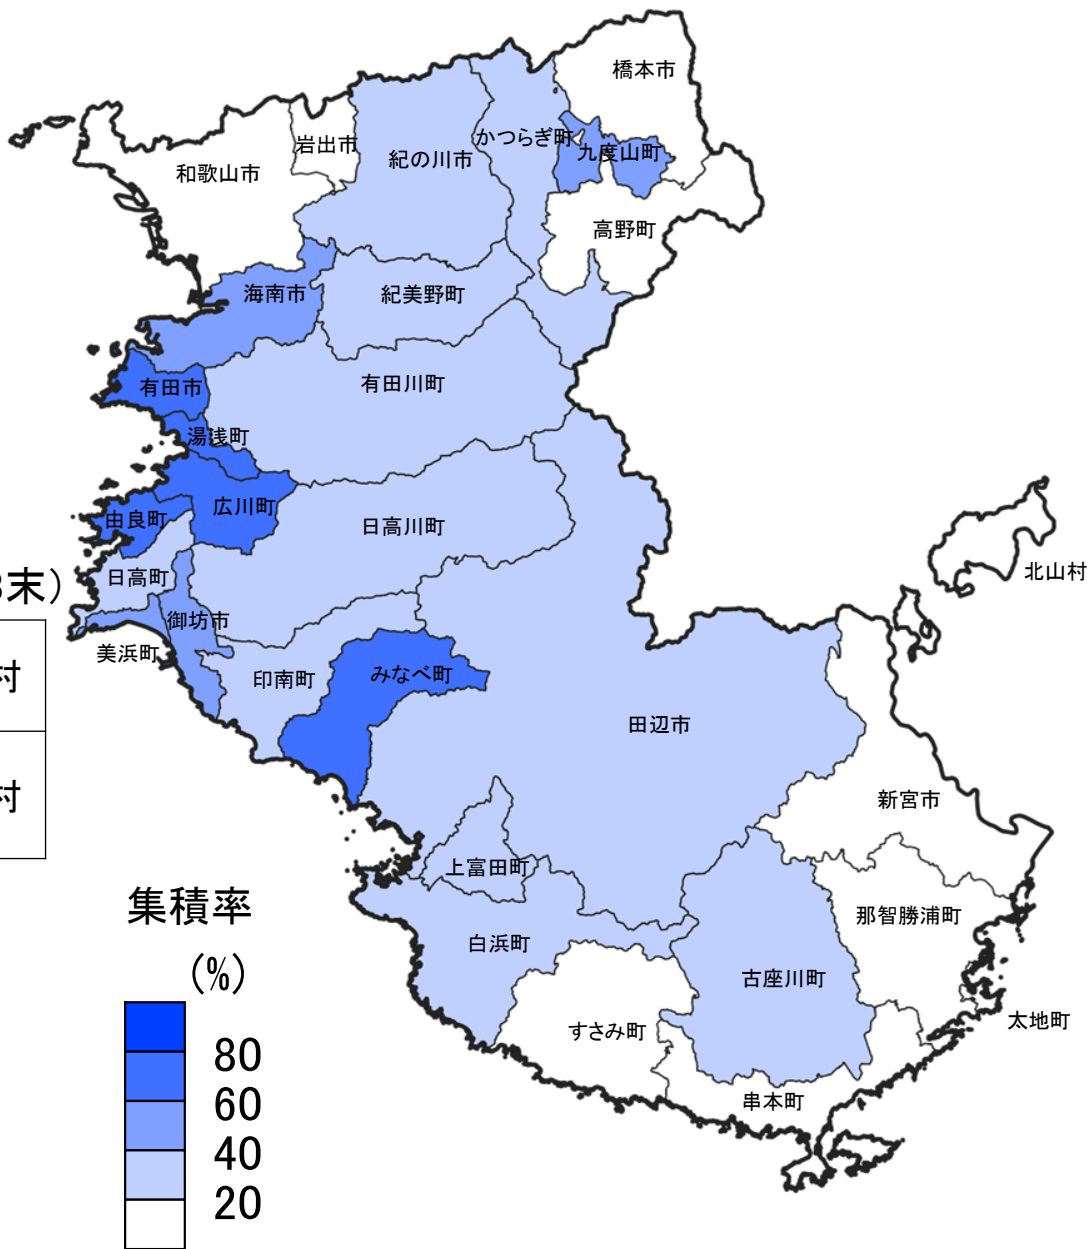 橋本市
かつらぎ町
九度山町
岩出市
紀の川市
和歌山市
高野町
海南市
紀美野町
有田市
有田川町
湯浅町
広川町
由良町
日高川町
北山村
日高町
末）
御坊市
美浜町
村
印南町
みなべ町
田辺市
村
新宮市
上富田町
集積率
那智勝浦町
白浜町
(%)
古座川町
太地町
すさみ町
80
60
串本町
40
20